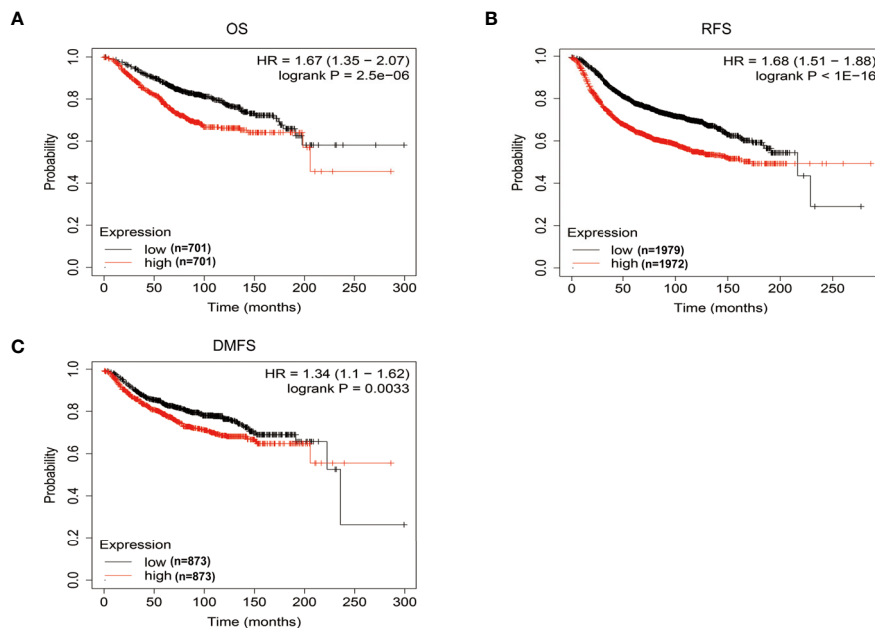 A
OS
HR = 1.67 (1.35 − 2.07)
logrank P = 2.5e−06
Probability
1.0
0.8
0.6
0.4
0.2
0.0
Expression
low (n=701)
high (n=701)
0 50 100 150 200 250 300
Time (months)
B
RFS
HR = 1.68 (1.51 − 1.88)
logrank P < 1E−16
Probability
1.0
0.8
0.6
0.4
0.2
0.0
Expression
low (n=1979)
high (n=1972)
0 50 100 150 200 250
Time (months)
C
DMFS
HR = 1.34 (1.1 − 1.62)
logrank P = 0.0033
Probability
1.0
0.8
0.6
0.4
0.2
0.0
Expression
low (n=873)
high (n=873)
0 50 100 150 200 250 300
Time (months)